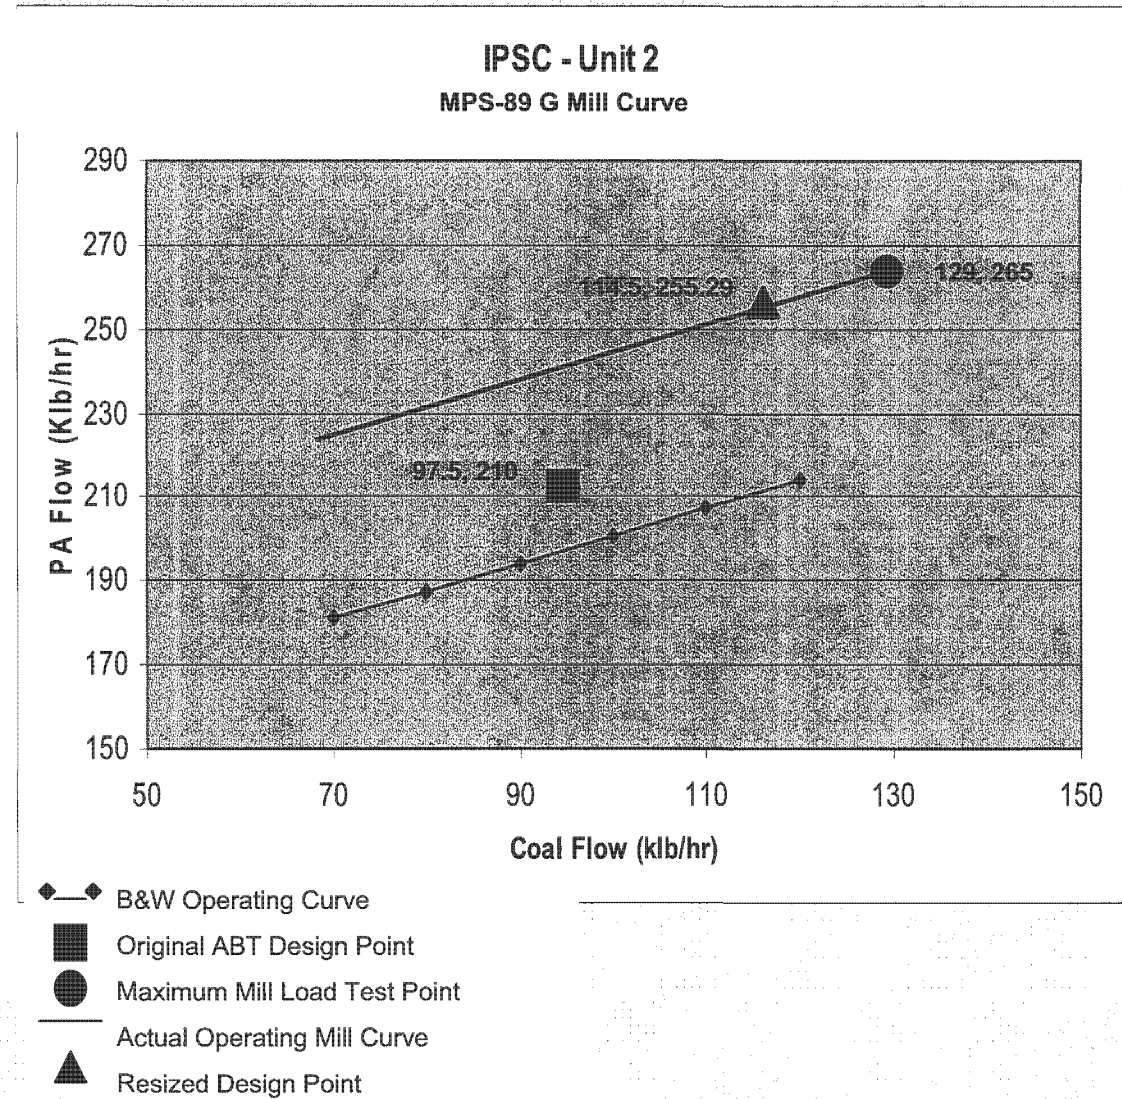 IPSC - Unit 2
MPS-89 G Mill Curve
PA Flow (Klb/hr)
290
270
250
230
210
190
170
150
129, 265
255.29
97.5, 210
50 70 90 110 130 150
Coal Flow (klb/hr)
B&W Operating Curve
Original ABT Design Point
Maximum Mill Load Test Point
Actual Operating Mill Curve
Resized Design Point